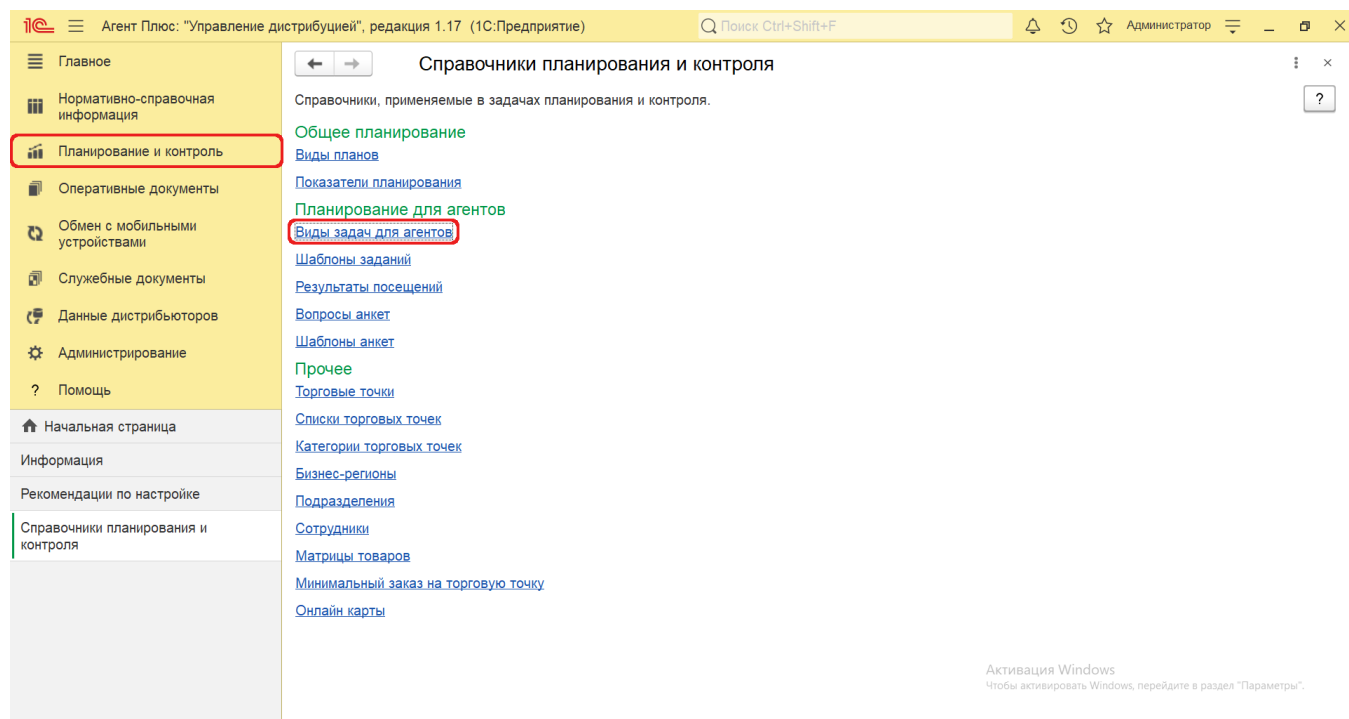 1С Агент Плюс: "Управление дистрибуцией", редакция 1.17 (1С:Предприятие) Поиск Ctrl+Shift+F Администратор
Главное
Нормативно-справочная
информация
Планирование и контроль
Оперативные документы
Обмен с мобильными
устройствами
Служебные документы
Данные дистрибьюторов
Администрирование
? Помощь
Начальная страница
Информация
Рекомендации по настройке
Справочники планирования и
контроля
Справочники планирования и контроля
Справочники, применяемые в задачах планирования и контроля.
?
Общее планирование
Виды планов
Показатели планирования
Планирование для агентов
Виды задач для агентов
Шаблоны заданий
Результаты посещений
Вопросы анкет
Шаблоны анкет
Прочее
Торговые точки
Списки торговых точек
Категории торговых точек
Бизнес-регионы
Подразделения
Сотрудники
Матрицы товаров
Минимальный заказ на торговую точку
Онлайн карты
Активация Windows
Чтобы активировать Windows, перейдите в раздел "Параметры".